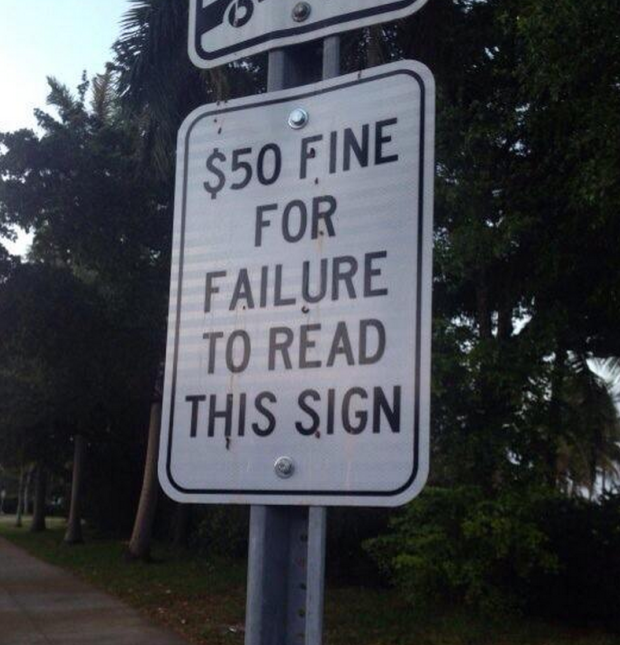 $50 FINE
FOR
FAILURE
TO READ
THIS SIGN